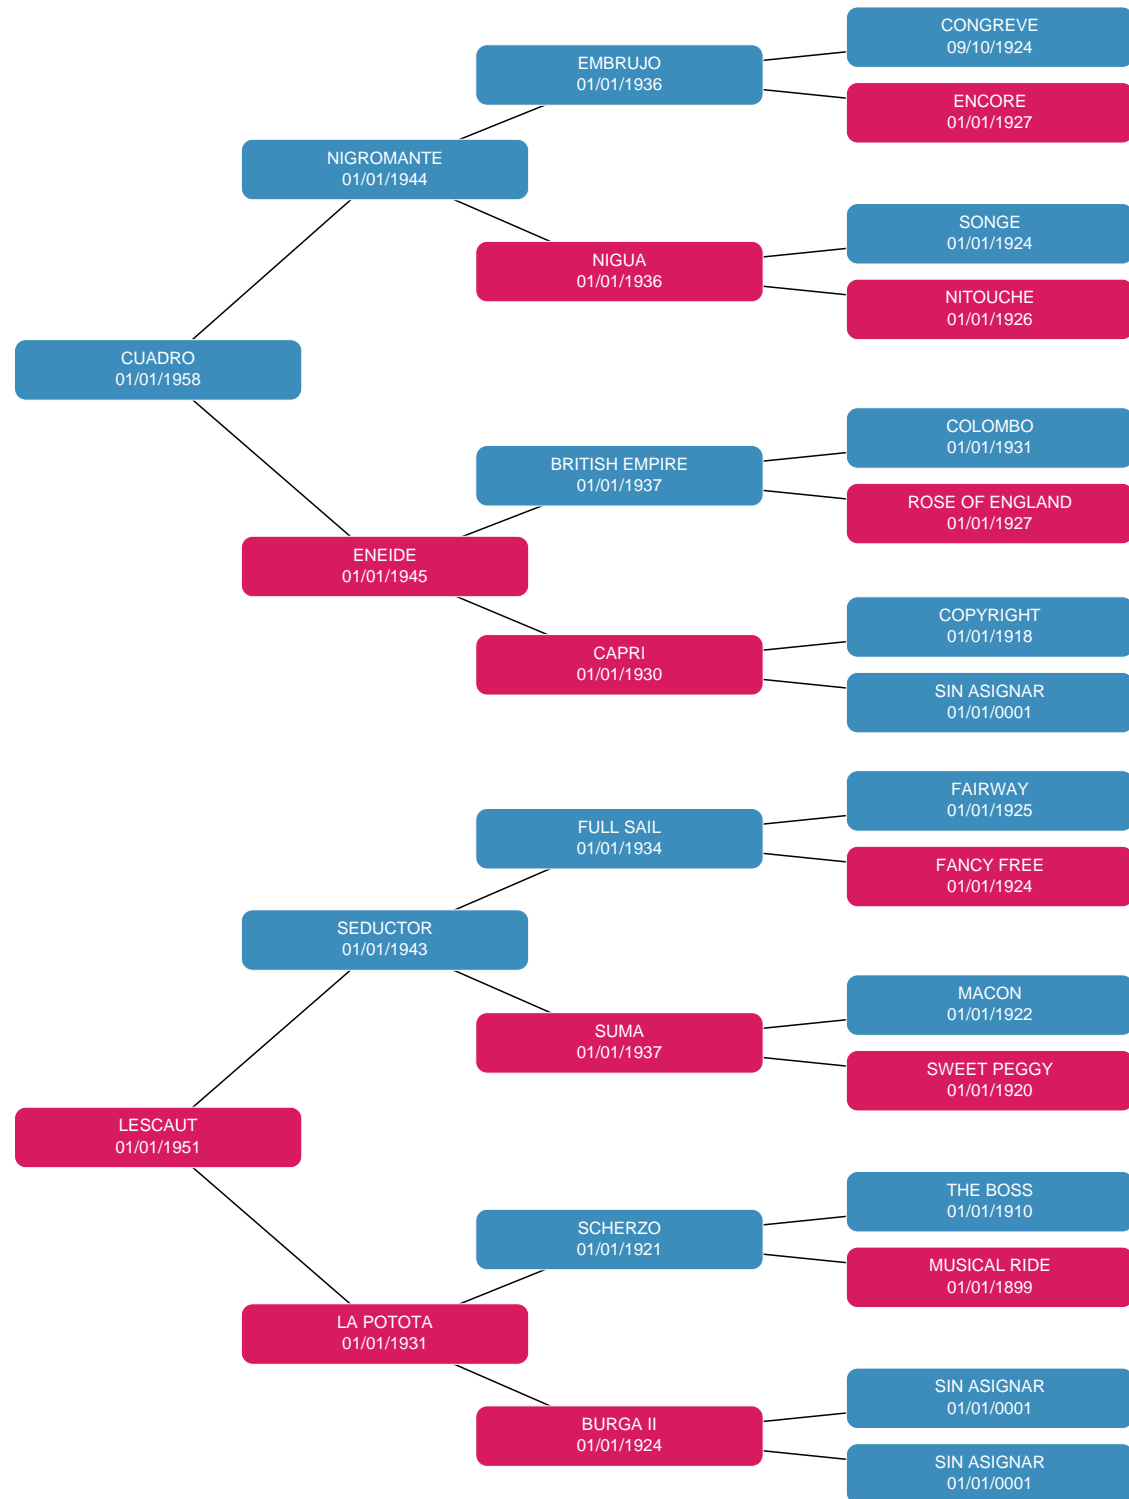 CONGREVE
09/10/1924
EMBRUJO
01/01/1936
ENCORE
01/01/1927
NIGROMANTE
01/01/1944
SONGE
01/01/1924
NIGUA
01/01/1936
NITOUCHE
01/01/1926
CUADRO
01/01/1958
COLOMBO
01/01/1931
BRITISH EMPIRE
01/01/1937
ROSE OF ENGLAND
01/01/1927
ENEIDE
01/01/1945
COPYRIGHT
01/01/1918
CAPRI
01/01/1930
SIN ASIGNAR
01/01/0001
FAIRWAY
01/01/1925
FULL SAIL
01/01/1934
FANCY FREE
01/01/1924
SEDUCTOR
01/01/1943
MACON
01/01/1922
SUMA
01/01/1937
SWEET PEGGY
01/01/1920
LESCAUT
01/01/1951
THE BOSS
01/01/1910
SCHERZO
01/01/1921
MUSICAL RIDE
01/01/1899
LA POTOTA
01/01/1931
SIN ASIGNAR
01/01/0001
BURGA II
01/01/1924
SIN ASIGNAR
01/01/0001